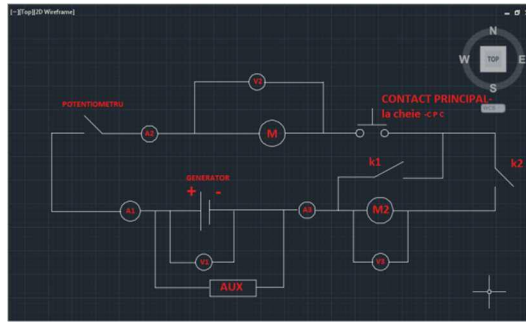 [−][Top][2D Wireframe]
N
W TOP E
S
V2
POTENTIOMETRU
CONTACT PRINCIPAL-
la cheie -C P C
A2
M
k1
k2
GENERATOR
+ -
A1
A3
M2
V1
V3
AUX